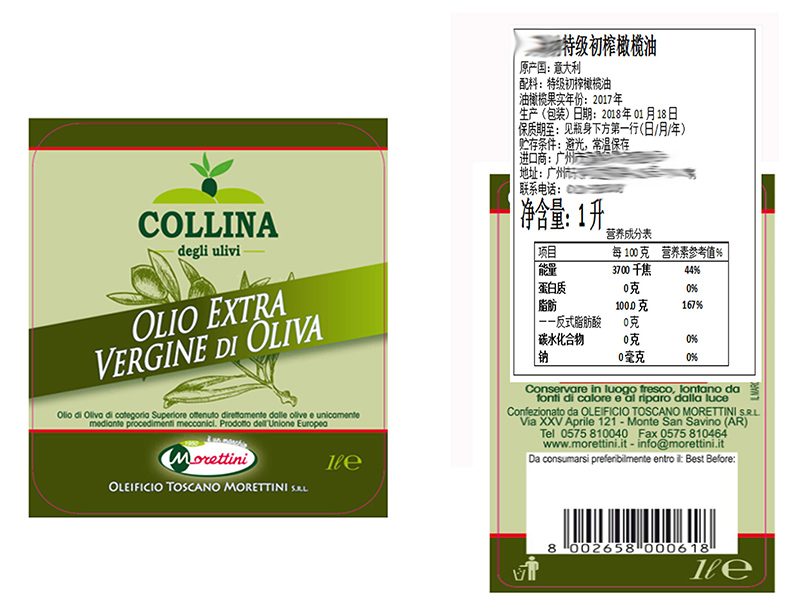 COLLINA
degli ulivi
OLIO EXTRA
VERGINE DI OLIVA
Olio di Oliva di categoria Superiore ottenuto direttamente dalle olive e unicamente
mediante procedimenti meccanici. Prodotto dell'Unione Europea
1950 è un marchio
Morettini
1l e
OLEIFICIO TOSCANO MORETTINI S.R.L.
特级初榨橄榄油
原产国：意大利
配料：特级初榨橄榄油
油橄榄果实年份：2017年
生产（包装）日期：2018年01月18日
保质期至：见瓶身下方第一行(日/月/年)
贮存条件：避光，常温保存
进口商：广州
地址：广州
联系电话：
净含量：1升
营养成分表
项目 每100克 营养素参考值%
能量 3700千焦 44%
蛋白质 0克 0%
脂肪 100.0克 167%
——反式脂肪酸 0克
碳水化合物 0克 0%
钠 0毫克 0%
Conservare in luogo fresco, lontano da
fonti di calore e al riparo dalla luce
Confezionato da OLEIFICIO TOSCANO MORETTINI S.R.L.
Via XXV Aprile 121 - Monte San Savino (AR)
Tel 0575 810040 Fax 0575 810464
www.morettini.it - info@morettini.it
Da consumarsi preferibilmente entro il: Best Before:
8 002658 000618
1l e